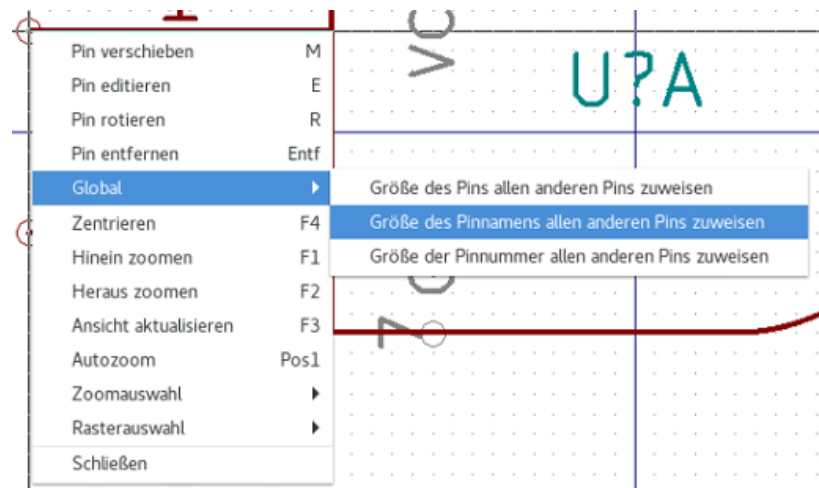 U?A
Pin verschieben M
Pin editieren E
Pin rotieren R
Pin entfernen Entf
Global
Größe des Pins allen anderen Pins zuweisen
Größe des Pinnamens allen anderen Pins zuweisen
Größe der Pinnummer allen anderen Pins zuweisen
Zentrieren F4
Hinein zoomen F1
Heraus zoomen F2
Ansicht aktualisieren F3
Autozoom Pos1
Zoomauswahl
Rasterauswahl
Schließen